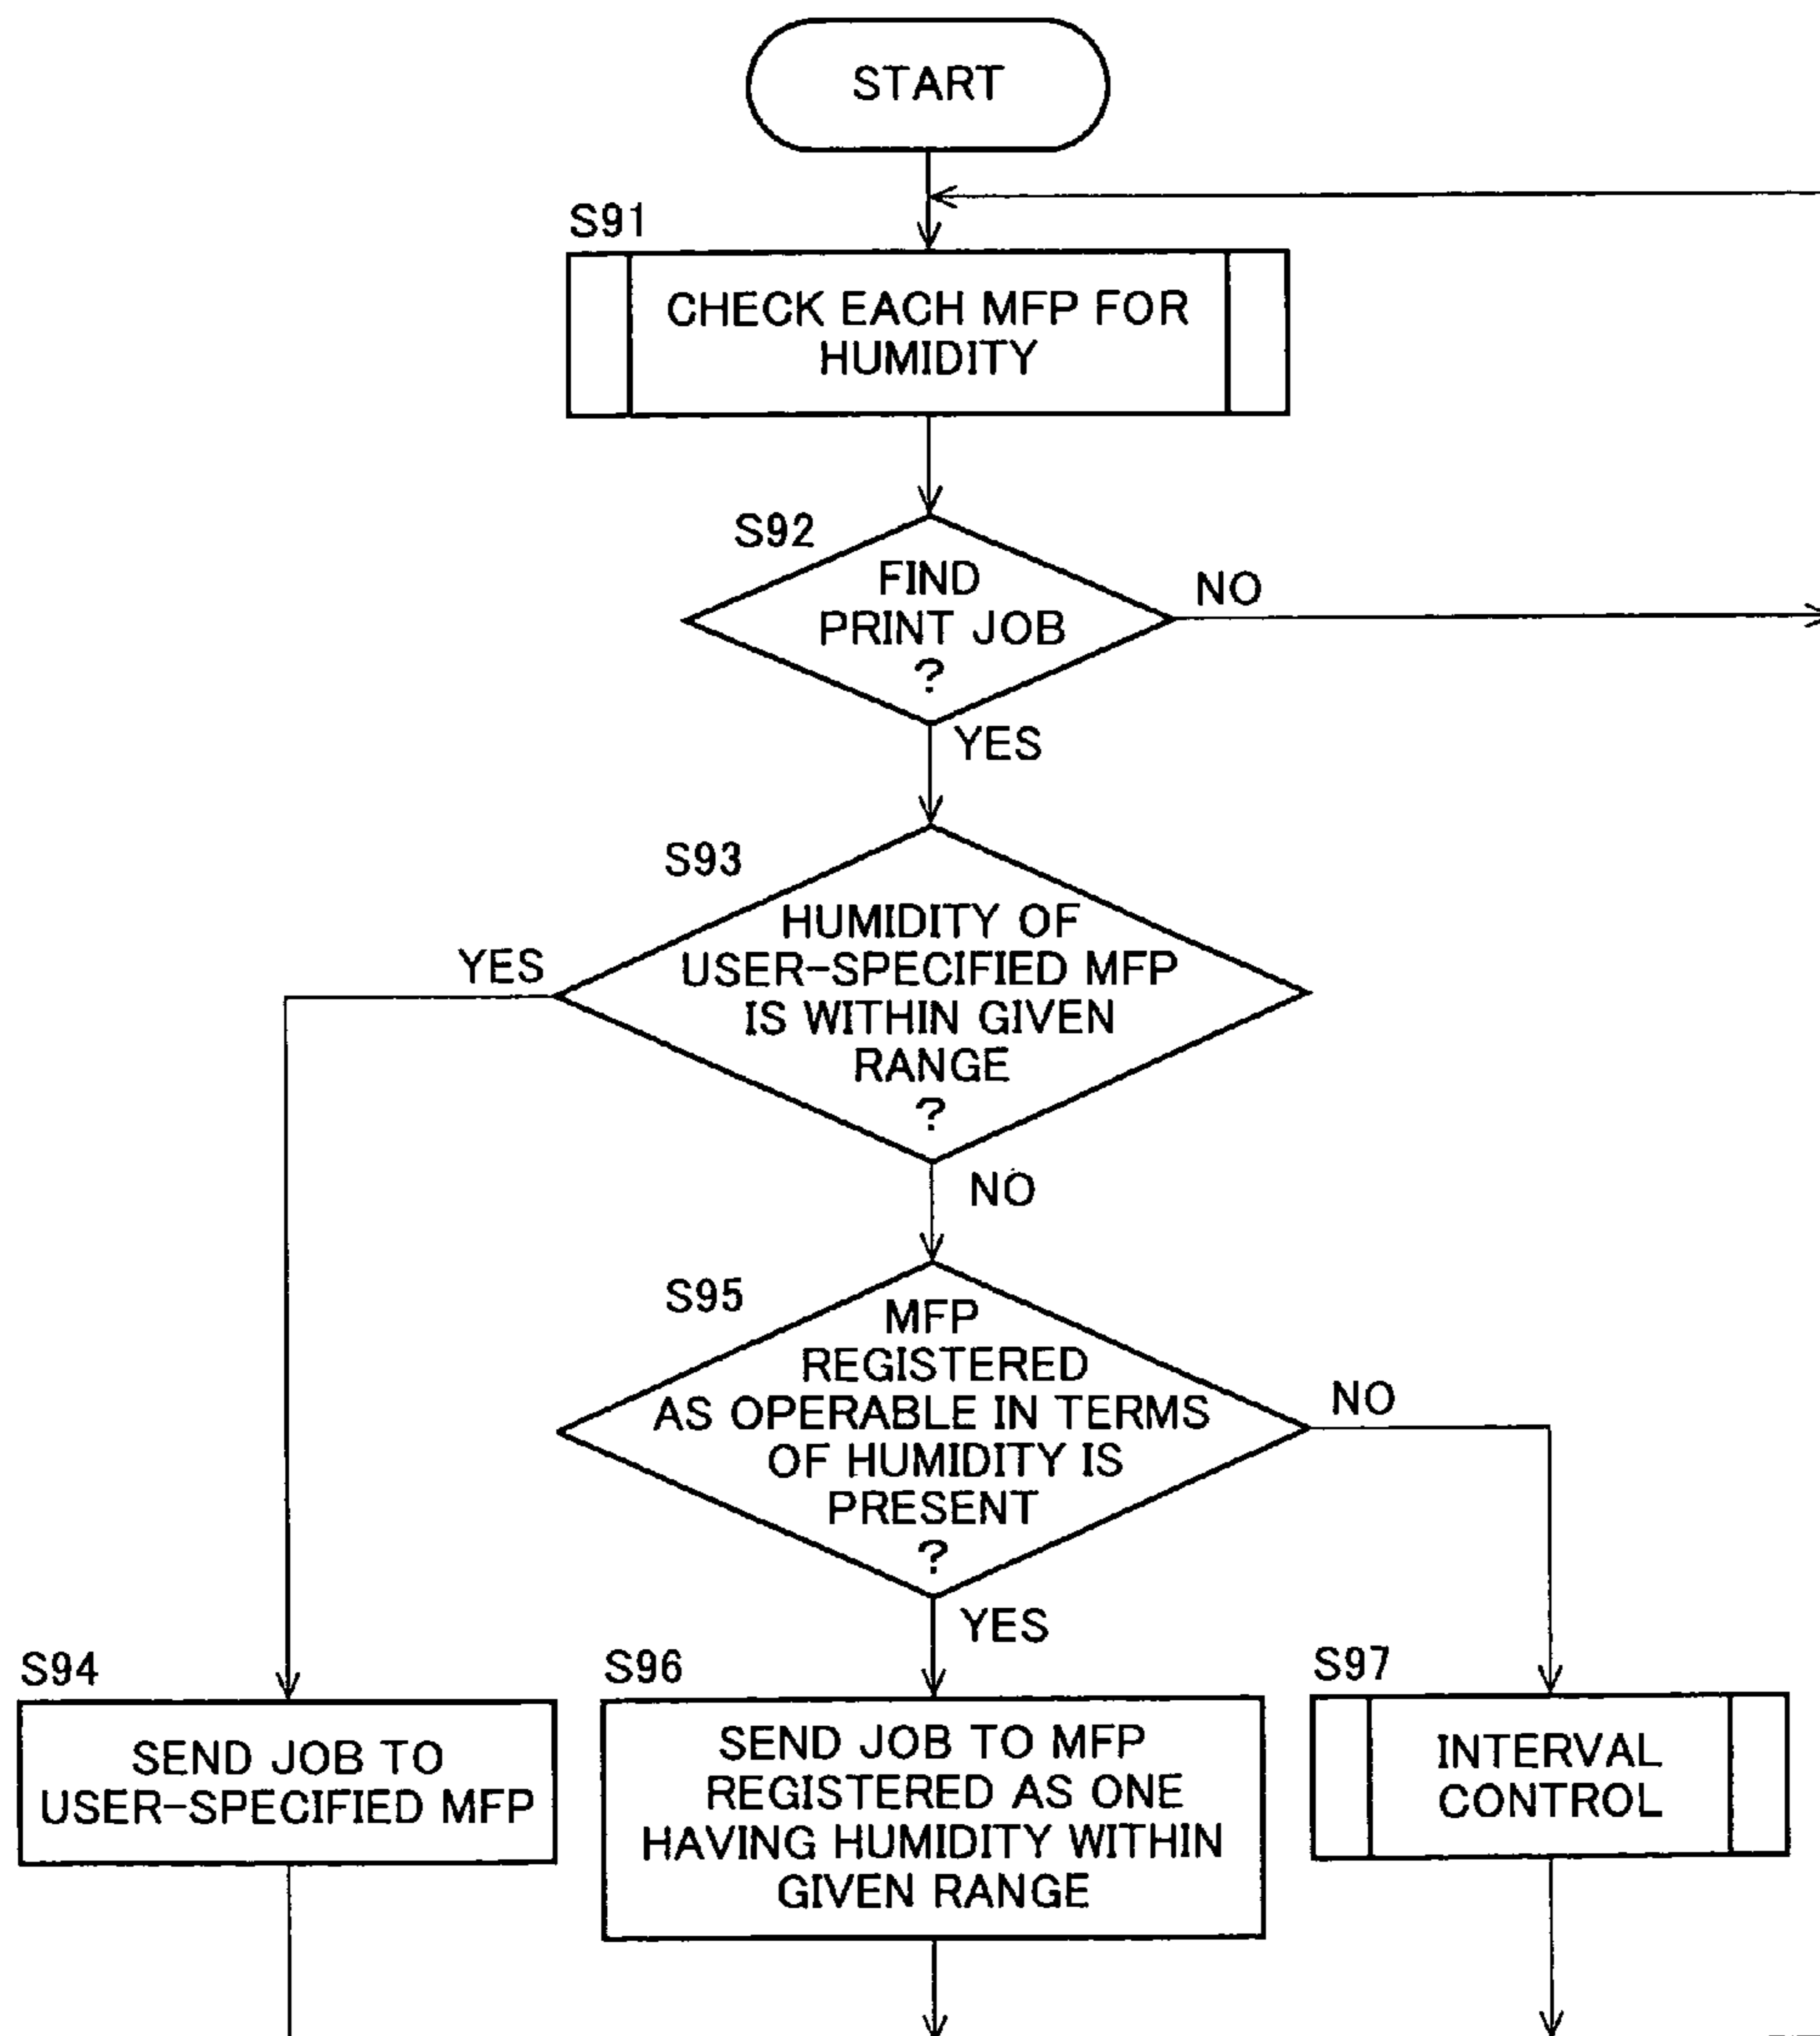 START
S91
CHECK EACH MFP FOR
HUMIDITY
S92
FIND
PRINT JOB
?
NO
YES
S93
HUMIDITY OF
USER-SPECIFIED MFP
IS WITHIN GIVEN
RANGE
?
YES
NO
S95
MFP
REGISTERED
AS OPERABLE IN TERMS
OF HUMIDITY IS
PRESENT
?
NO
YES
S94
SEND JOB TO
USER-SPECIFIED MFP
S96
SEND JOB TO MFP
REGISTERED AS ONE
HAVING HUMIDITY WITHIN
GIVEN RANGE
S97
INTERVAL
CONTROL